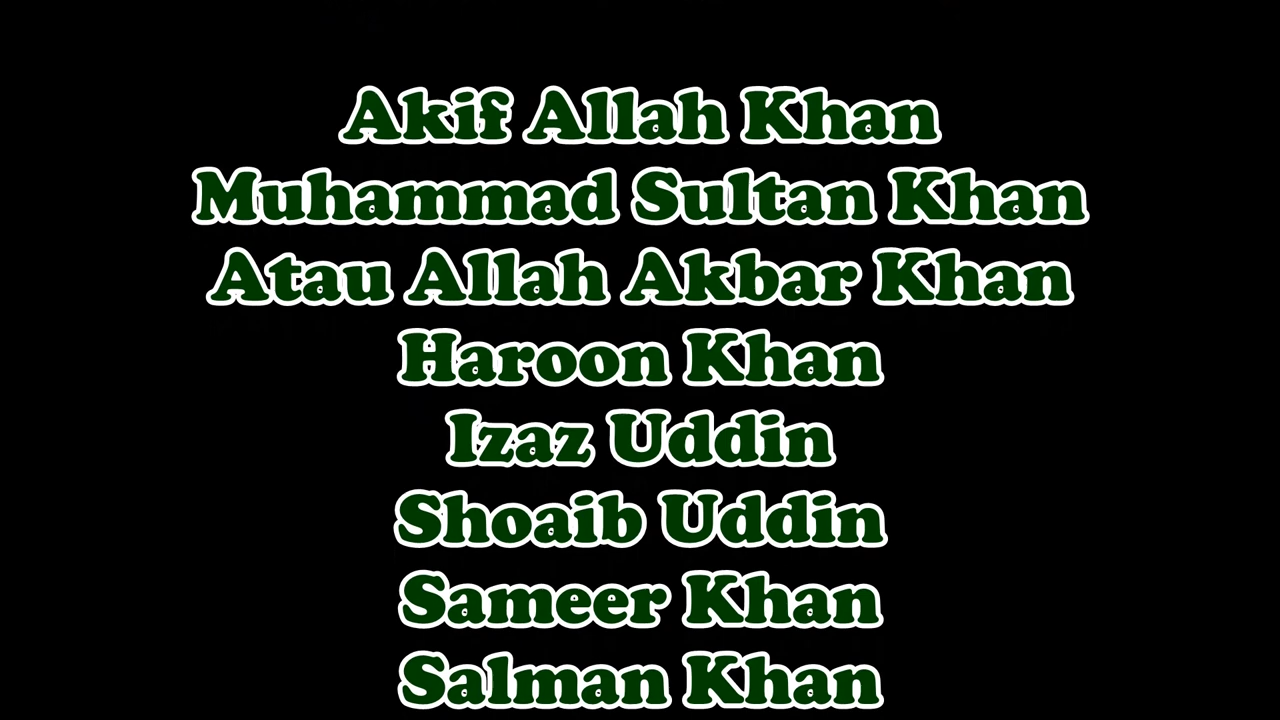 Akif Allah Khan
Muhammad Sultan Khan
Atau Allah Akbar Khan
Haroon Khan
Izaz Uddin
Shoaib Uddin
Sameer Khan
Salman Khan